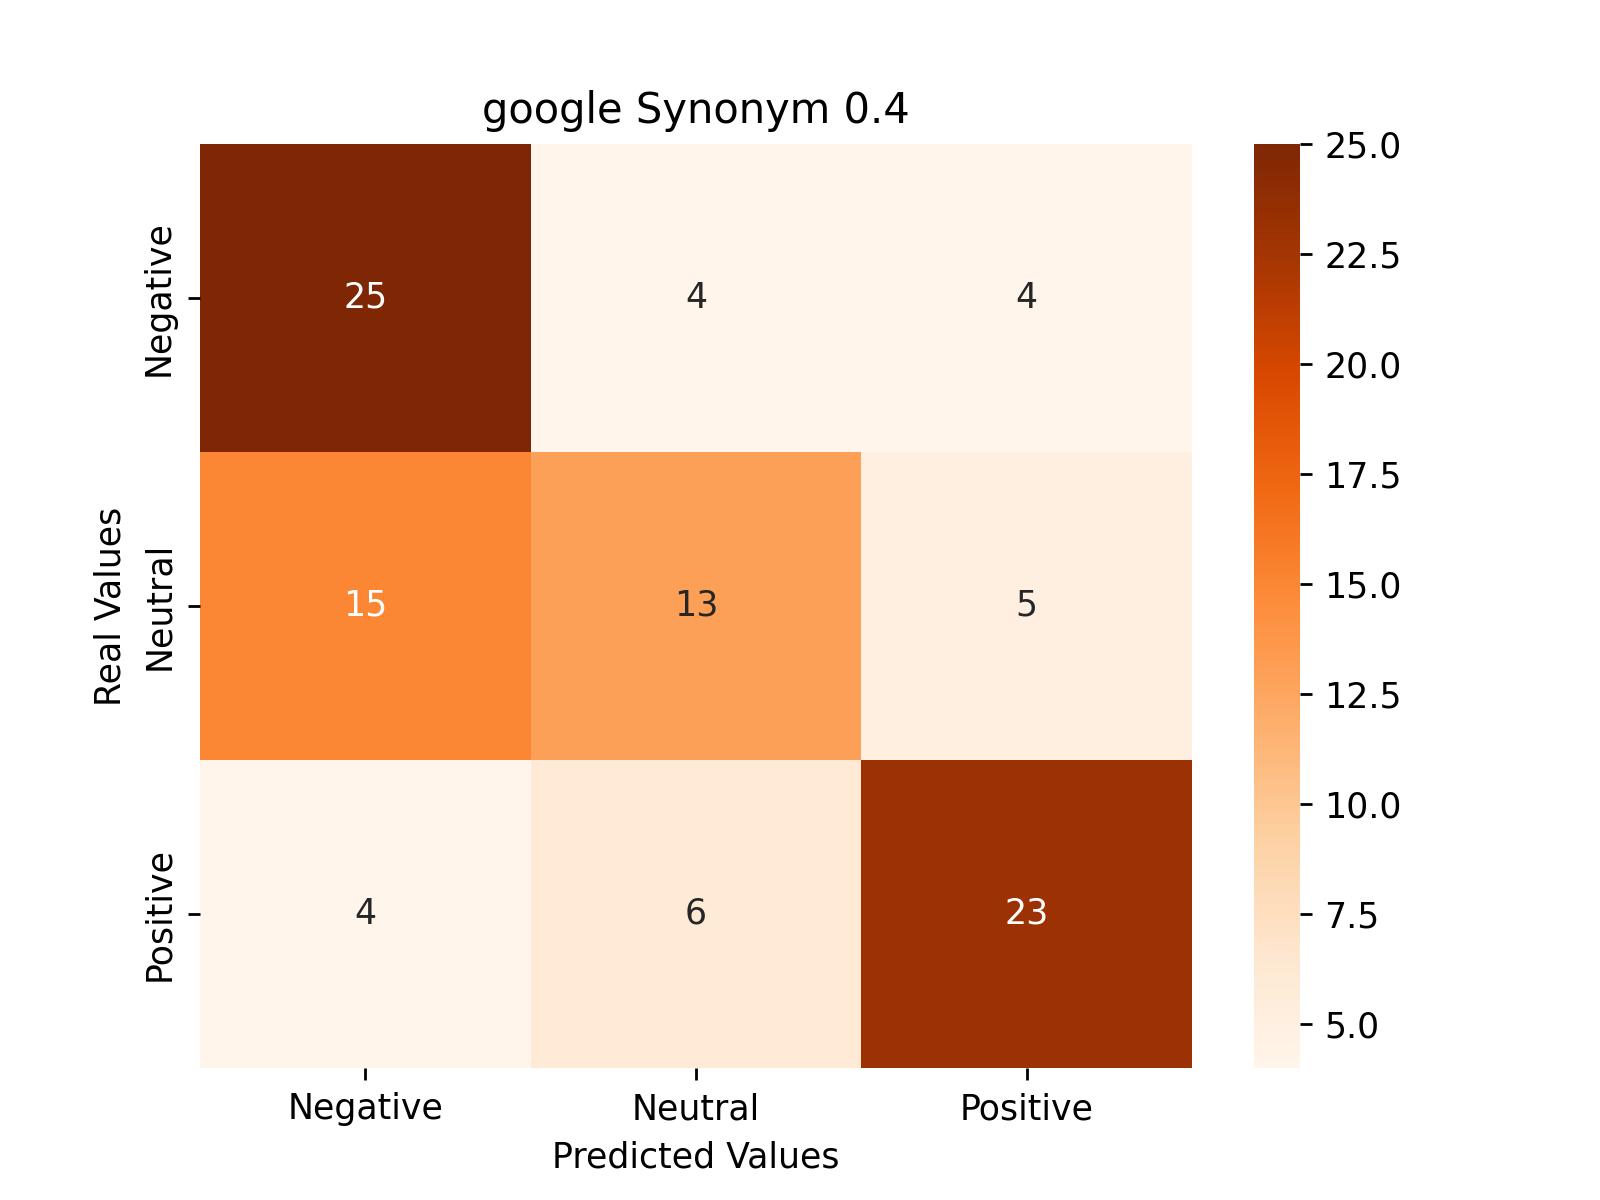 google Synonym 0.4
25.0
22.5
20.0
17.5
15.0
12.5
10.0
7.5
5.0
Real Values
Negative
25 4 4
Neutral
15 13 5
Positive
4 6 23
Negative Neutral Positive
Predicted Values